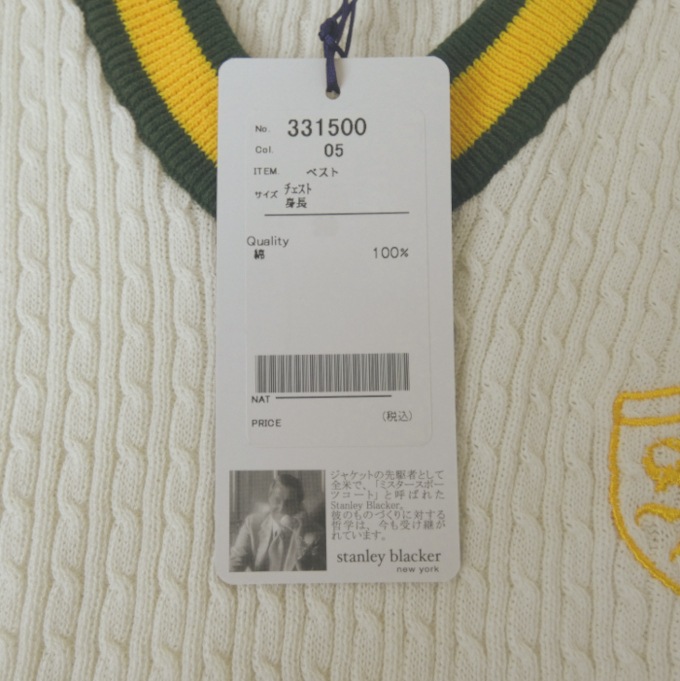 No. 331500
Col. 05
ITEM. ベスト
サイズ チェスト
身長
Quality
綿 100%
NAT
PRICE (税込)
ジャケットの先駆者として
全米で、「ミスタースポー
ツコート」と呼ばれた
Stanley Blacker。
彼のものづくりに対する
哲学は、今も受け継が
れています。
stanley blacker
new york